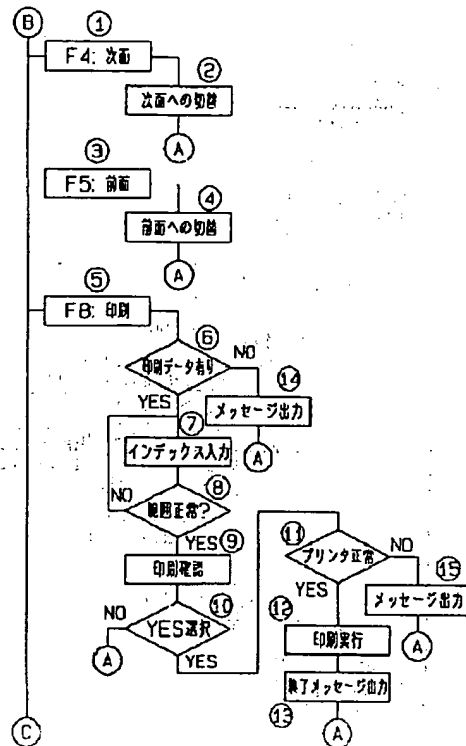 B
①
F4: 次面
②
次面への切替
A
③
F5: 前面
④
前面への切替
A
⑤
F8: 印刷
⑥
印刷データ有り
NO
YES
⑭
メッセージ出力
A
⑦
インデックス入力
⑧
範囲正常?
NO
YES
⑨
印刷確認
⑩
YES選択
NO
A
YES
⑪
プリンタ正常
NO
YES
⑮
メッセージ出力
A
⑫
印刷実行
終了メッセージ出力
⑬
A
C